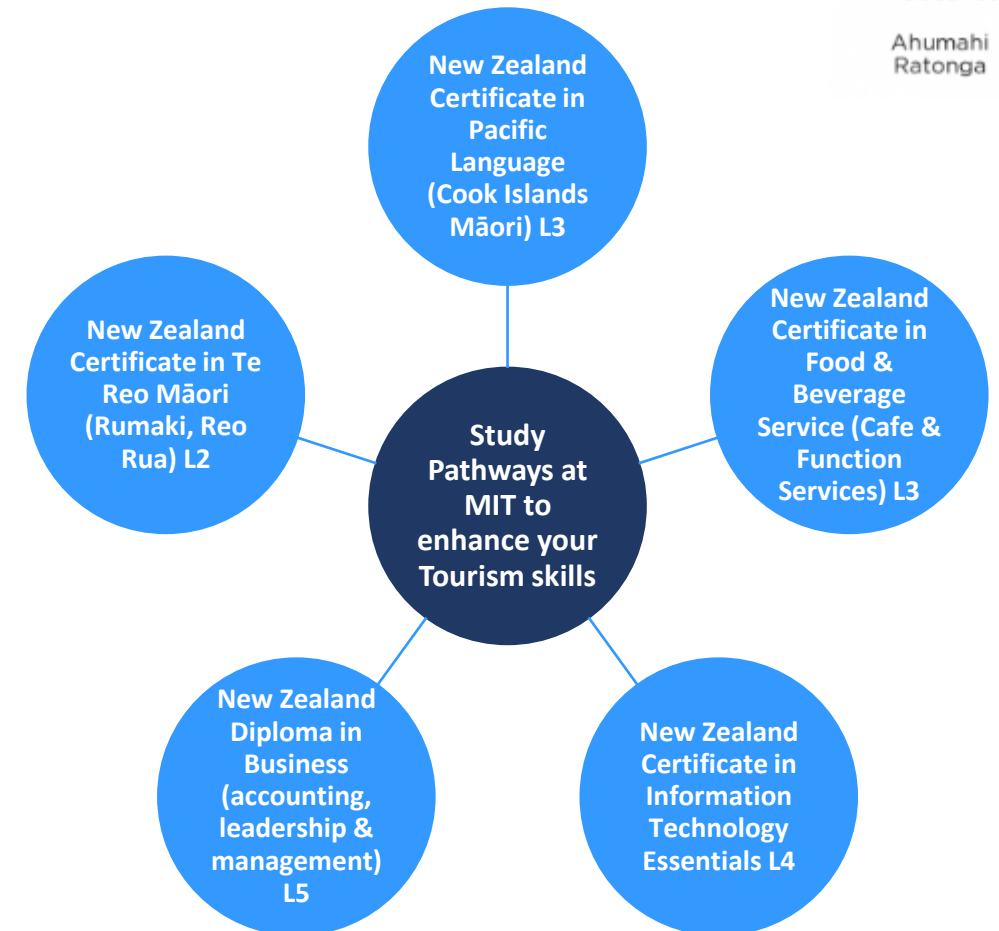 Ahumahi
Ratonga
New Zealand
Certificate in
Pacific
Language
(Cook Islands
Māori) L3
New Zealand
Certificate in Te
Reo Māori
(Rumaki, Reo
Rua) L2
New Zealand
Certificate in
Food &
Beverage
Service (Cafe &
Function
Services) L3
Study
Pathways at
MIT to
enhance your
Tourism skills
New Zealand
Diploma in
Business
(accounting,
leadership &
management)
L5
New Zealand
Certificate in
Information
Technology
Essentials L4